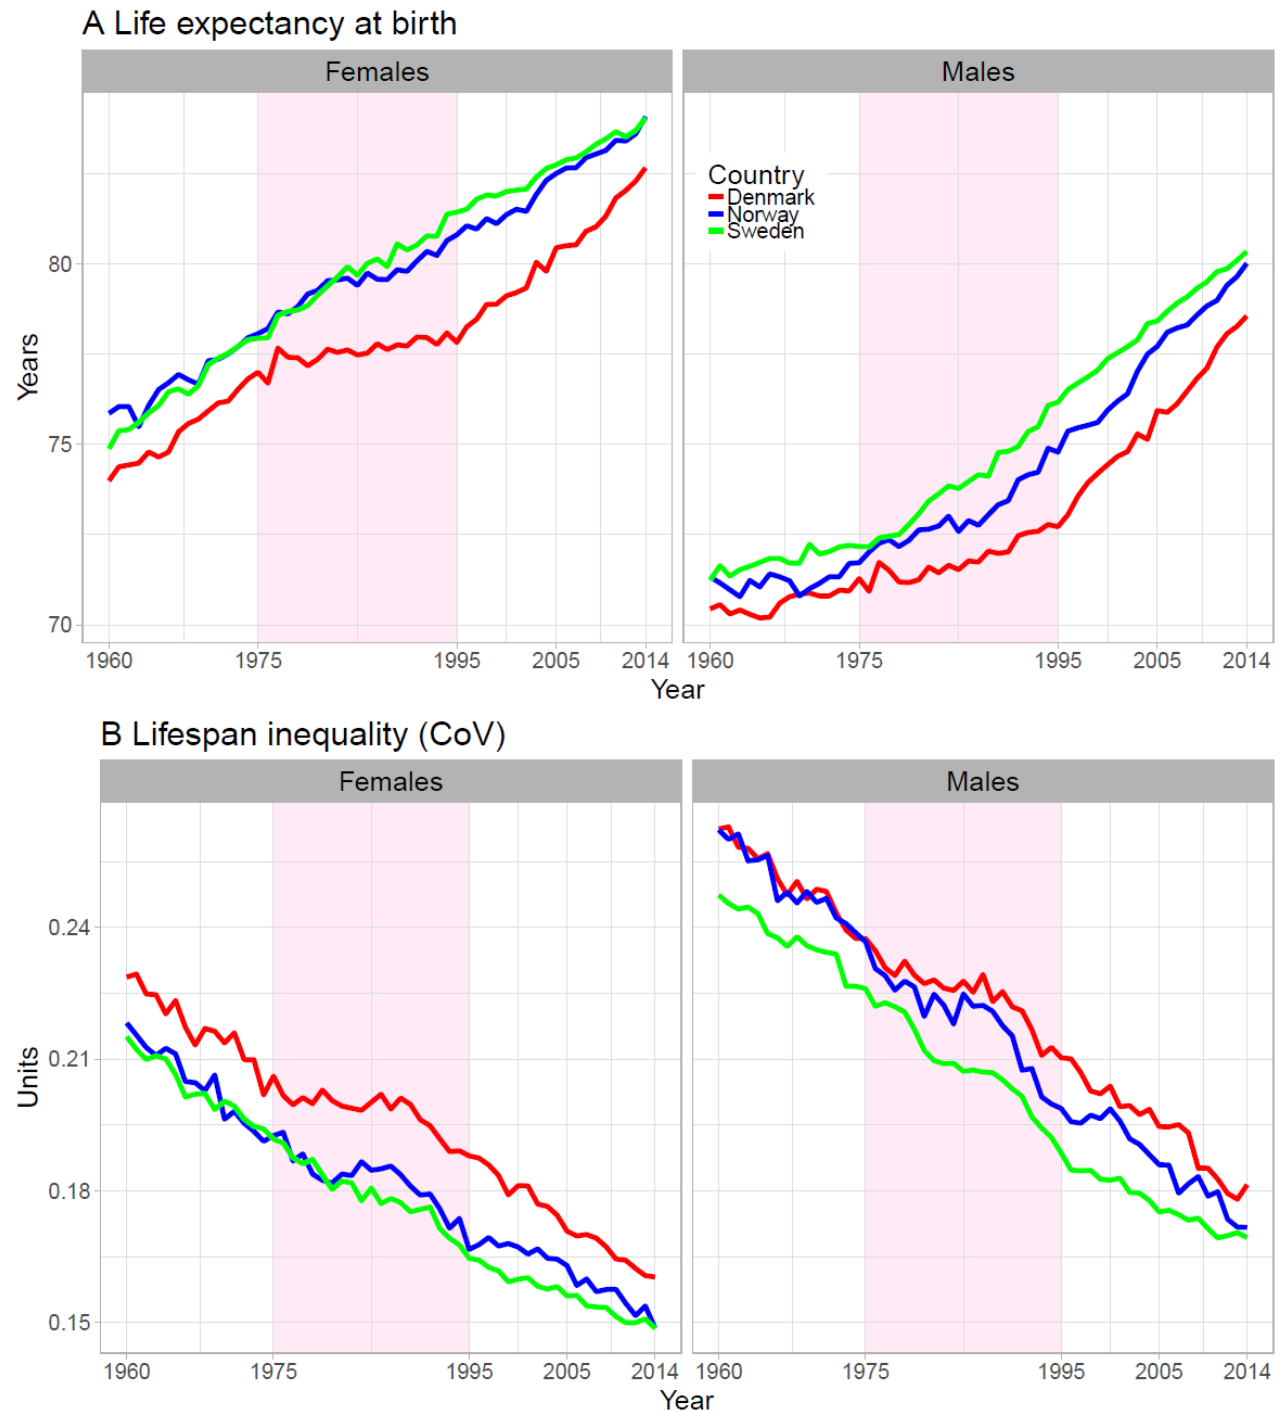 A Life expectancy at birth
Females
Males
Years
80
75
70
Country
Denmark
Norway
Sweden
1960 1975 1995 2005 2014
1960 1975 1995 2005 2014
Year
B Lifespan inequality (CoV)
Females
Males
Units
0.24
0.21
0.18
0.15
1960 1975 1995 2005 2014
1960 1975 1995 2005 2014
Year